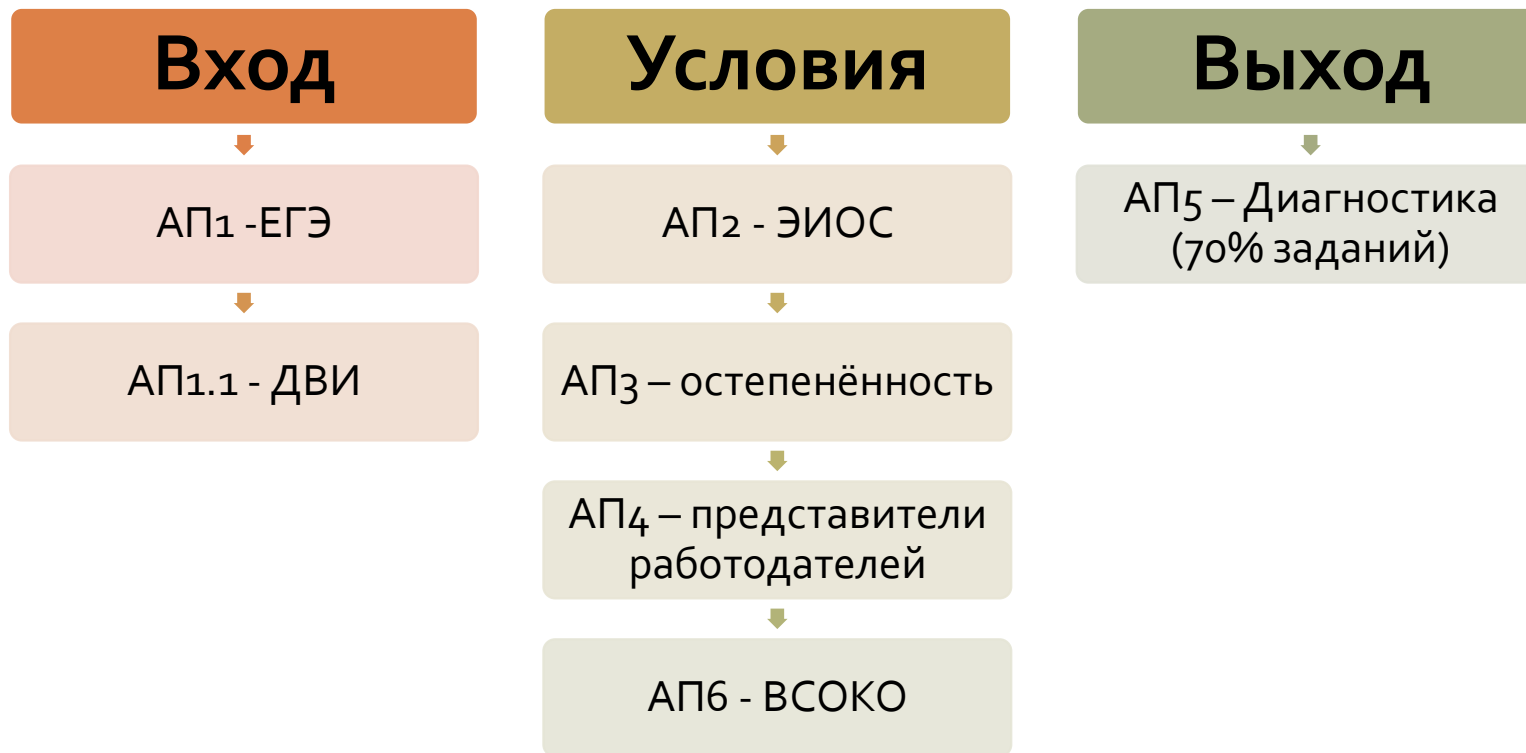 Вход
АП1 -ЕГЭ
АП1.1 - ДВИ
Условия
АП2 - ЭИОС
АП3 – остепенённость
АП4 – представители
работодателей
АП6 - ВСОКО
Выход
АП5 – Диагностика
(70% заданий)